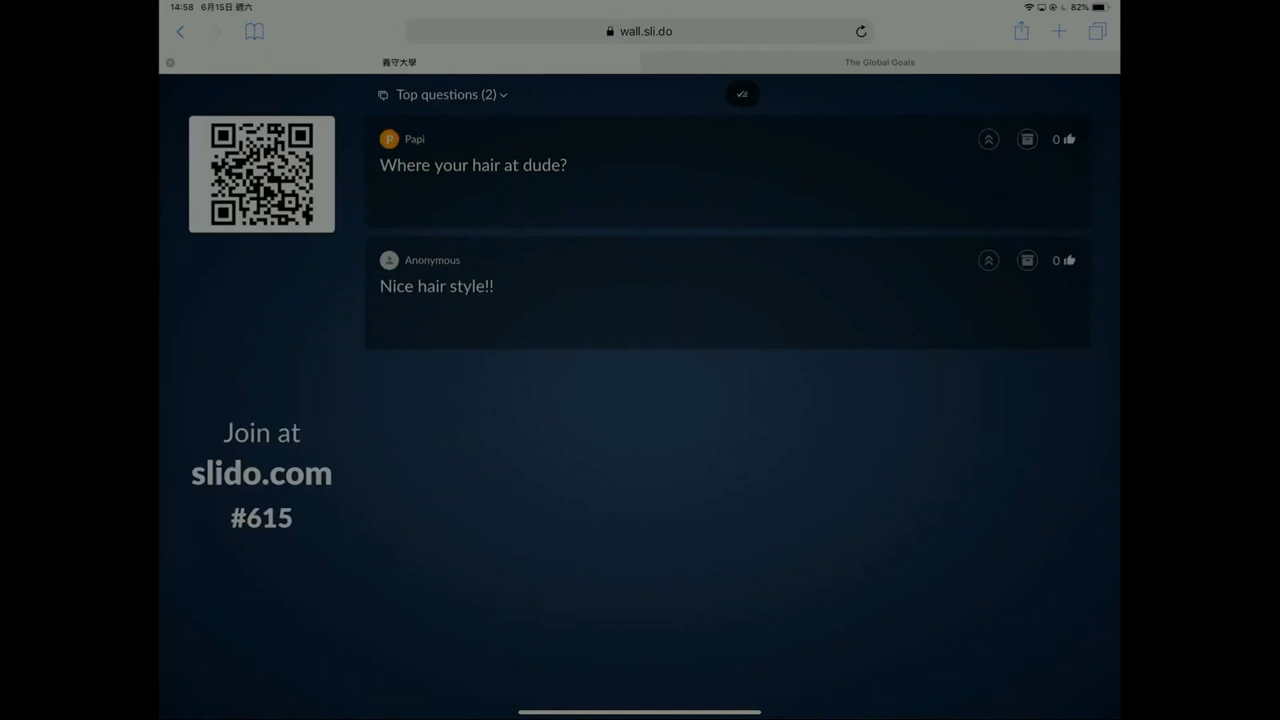 14:58 6月15日 週六
82%
wall.sli.do
義守大學
The Global Goals
Top questions (2)
P Papi
0
Where your hair at dude?
Anonymous
0
Nice hair style!!
Join at
slido.com
#615